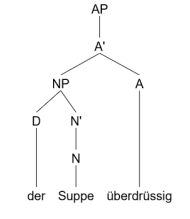 AP
A'
NP A
D N'
N
der Suppe überdrüssig